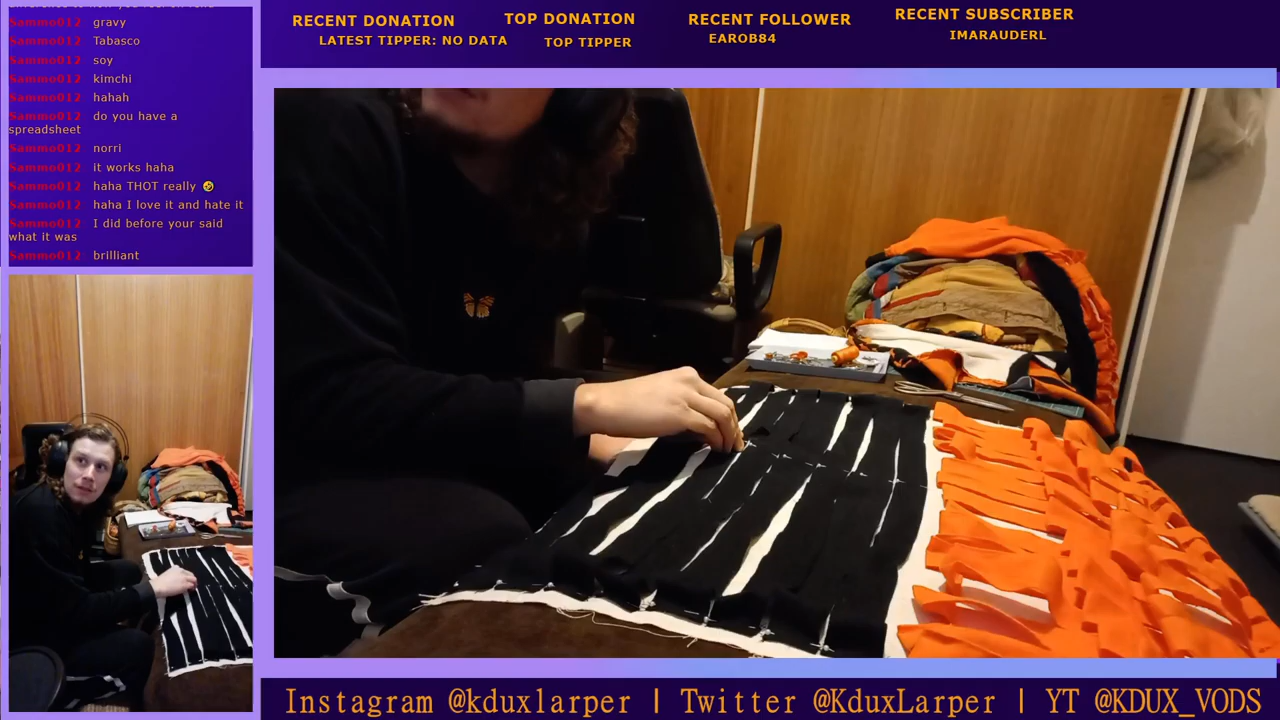 Sammo012 gravy
Sammo012 Tabasco
Sammo012 soy
Sammo012 kimchi
Sammo012 hahah
Sammo012 do you have a
spreadsheet
Sammo012 norri
Sammo012 it works haha
Sammo012 haha THOT really 🤣
Sammo012 haha I love it and hate it
Sammo012 I did before your said
what it was
Sammo012 brilliant
RECENT DONATION
LATEST TIPPER: NO DATA
TOP DONATION
TOP TIPPER
RECENT FOLLOWER
EAROB84
RECENT SUBSCRIBER
IMARAUDERL
Instagram @kduxlarper | Twitter @KduxLarper | YT @KDUX_VODS